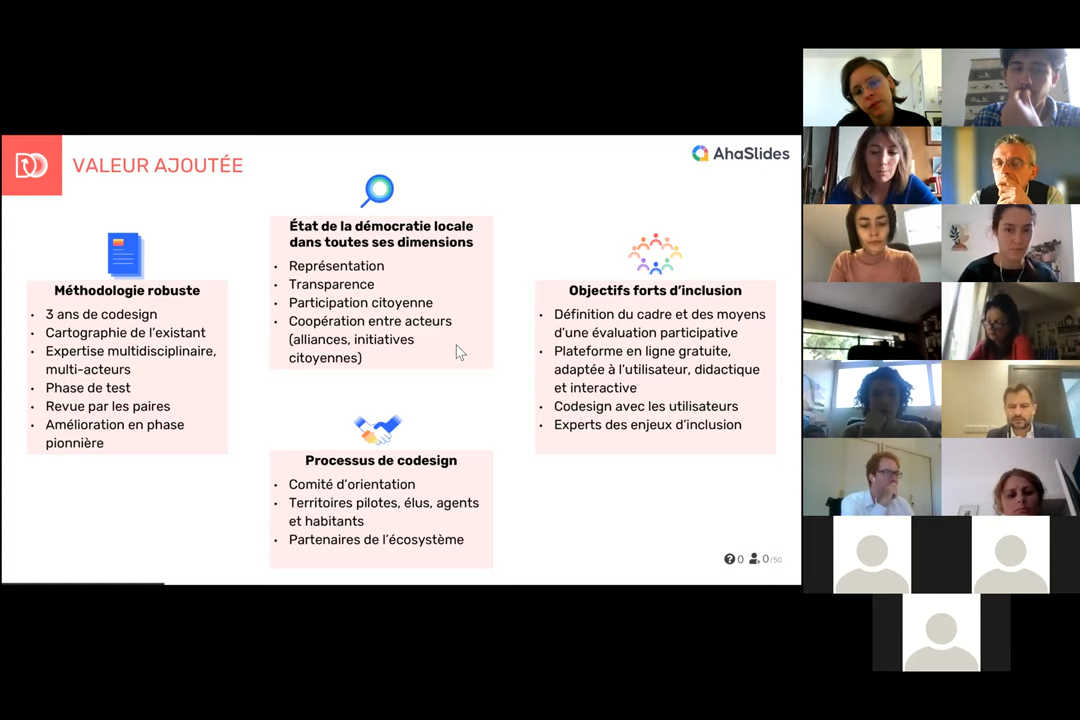 VALEUR AJOUTÉE
AhaSlides
Méthodologie robuste
• 3 ans de codesign
• Cartographie de l'existant
• Expertise multidisciplinaire,
multi-acteurs
• Phase de test
• Revue par les paires
• Amélioration en phase
pionnière
État de la démocratie locale
dans toutes ses dimensions
• Représentation
• Transparence
• Participation citoyenne
• Coopération entre acteurs
(alliances, initiatives
citoyennes)
Processus de codesign
• Comité d'orientation
• Territoires pilotes, élus, agents
et habitants
• Partenaires de l'écosystème
Objectifs forts d'inclusion
• Définition du cadre et des moyens
d'une évaluation participative
• Plateforme en ligne gratuite,
adaptée à l'utilisateur, didactique
et interactive
• Codesign avec les utilisateurs
• Experts des enjeux d'inclusion
0 0/50